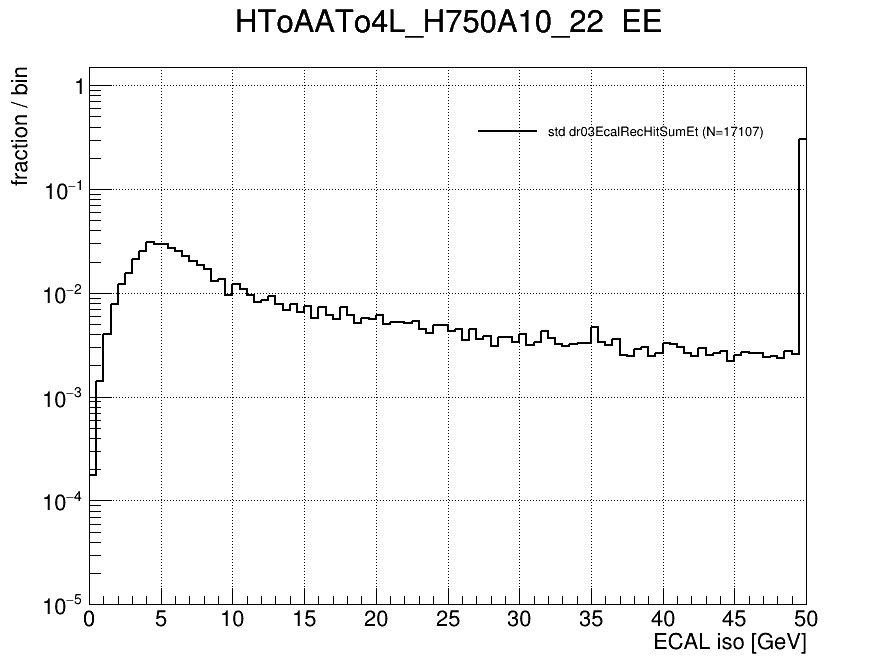 HToAATo4L_H750A10_22 EE
fraction / bin
std dr03EcalRecHitSumEt (N=17107)
1
10⁻¹
10⁻²
10⁻³
10⁻⁴
10⁻⁵
0 5 10 15 20 25 30 35 40 45 50
ECAL iso [GeV]